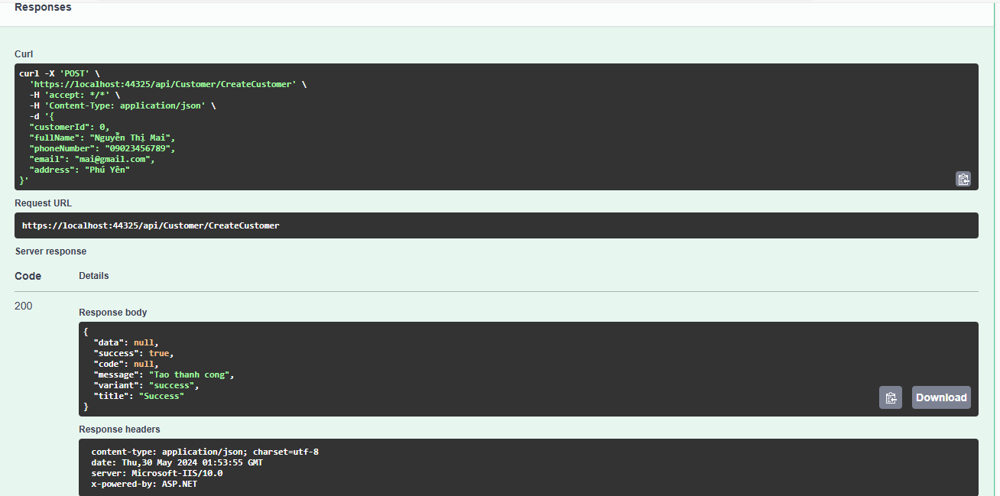 Responses
Curl
curl -X 'POST' \
'https://localhost:44325/api/Customer/CreateCustomer' \
-H 'accept: */*' \
-H 'Content-Type: application/json' \
-d '{
"customerId": 0,
"fullName": "Nguyễn Thị Mai",
"phoneNumber": "09023456789",
"email": "mai@gmail.com",
"address": "Phú Yên"
}'
Request URL
https://localhost:44325/api/Customer/CreateCustomer
Server response
Code Details
200
Response body
{
"data": null,
"success": true,
"code": null,
"message": "Tao thanh cong",
"variant": "success",
"title": "Success"
}
Download
Response headers
content-type: application/json; charset=utf-8
date: Thu,30 May 2024 01:53:55 GMT
server: Microsoft-IIS/10.0
x-powered-by: ASP.NET